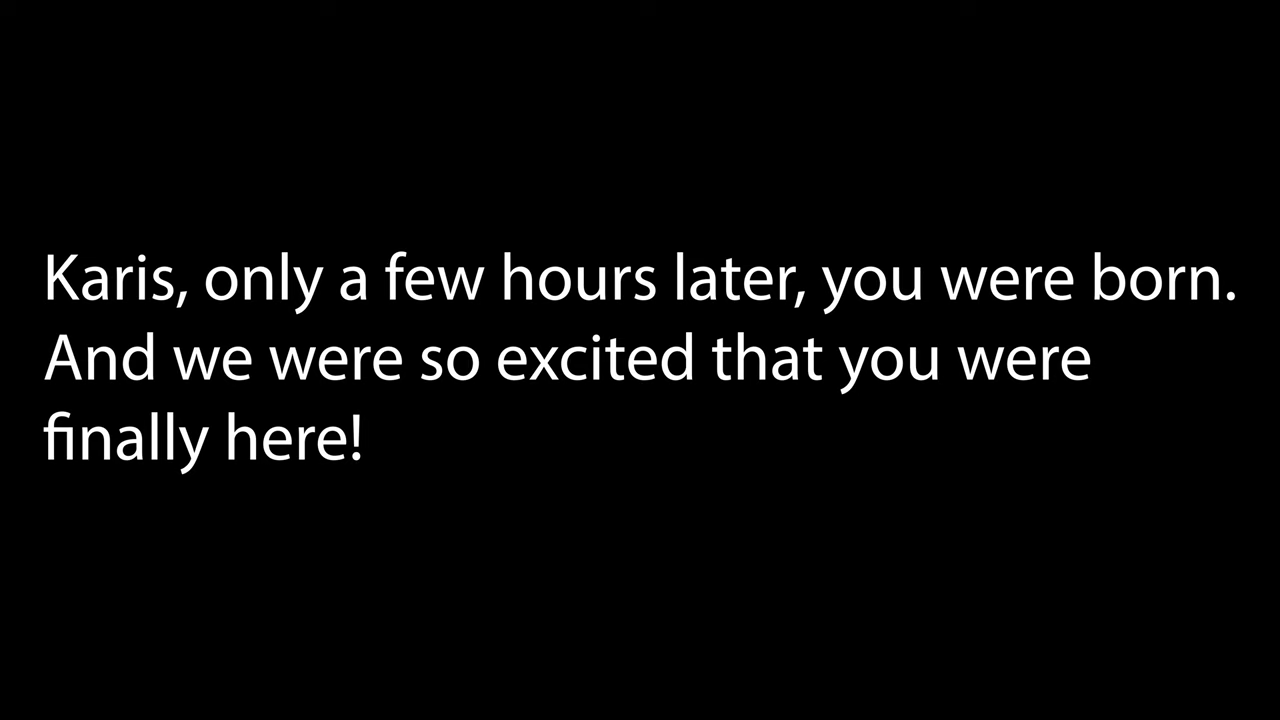 Karis, only a few hours later, you were born.
And we were so excited that you were
finally here!